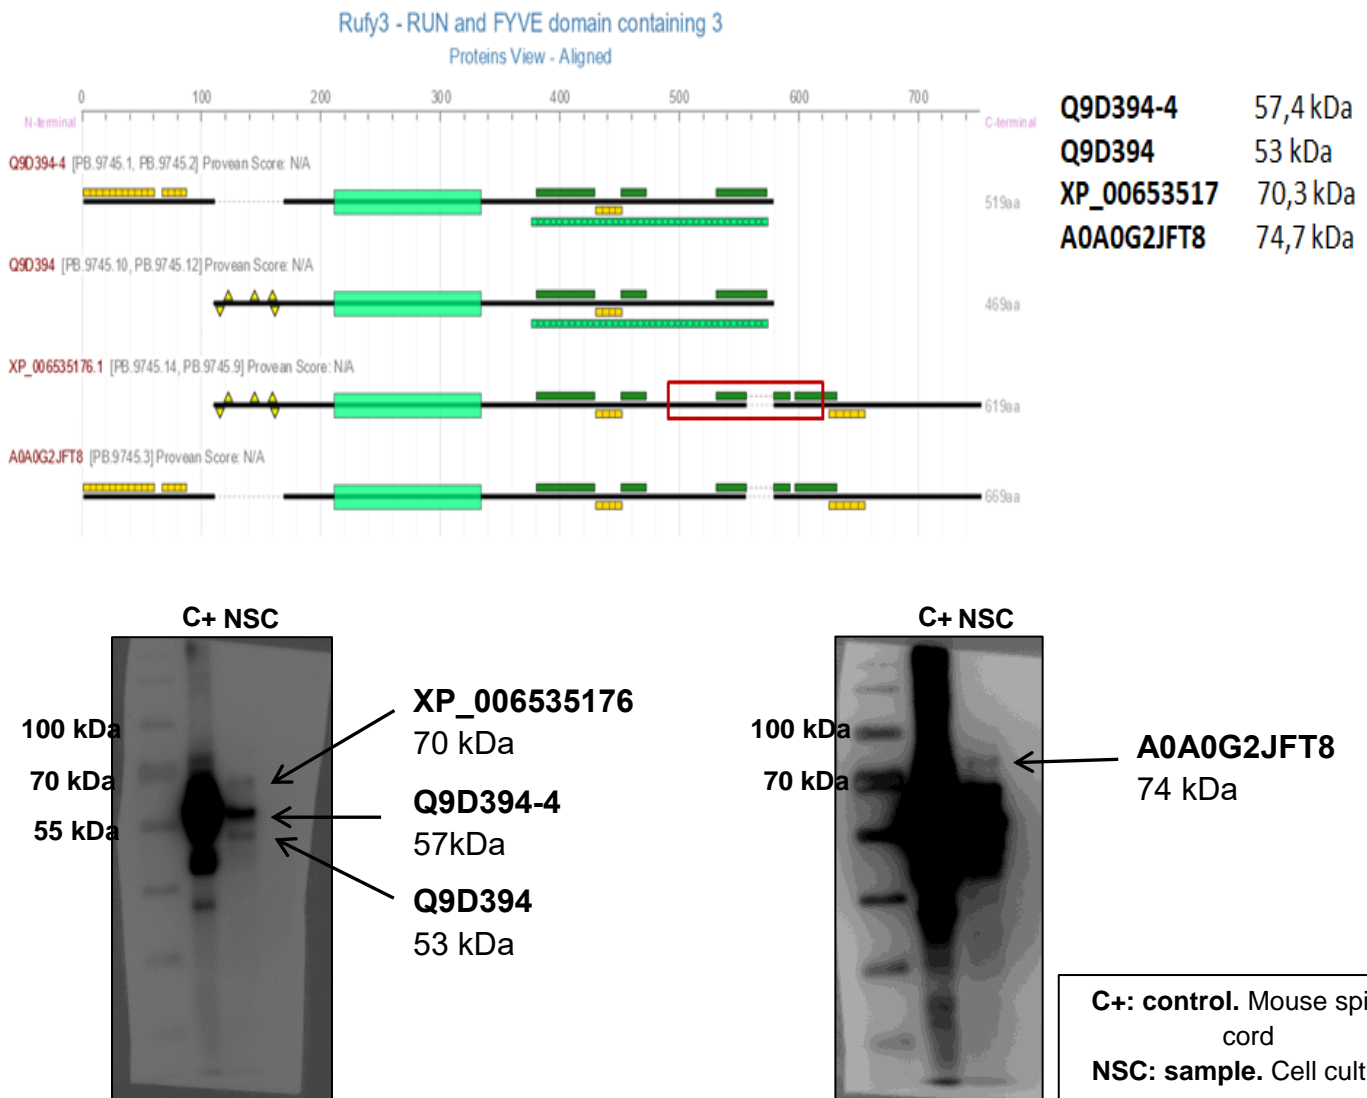 Rufy3 - RUN and FYVE domain containing 3
Proteins View - Aligned
0 100 200 300 400 500 600 700
N-terminal
C-terminal
Q9D394-4 [PB.9745.1, PB.9745.2] Provean Score: N/A
519aa
Q9D394 [PB.9745.10, PB.9745.12] Provean Score: N/A
469aa
XP_006535176.1 [PB.9745.14, PB.9745.9] Provean Score: N/A
619aa
A0A0G2JFT8 [PB.9745.3] Provean Score: N/A
669aa
Q9D394-4 57,4 kDa
Q9D394 53 kDa
XP_00653517 70,3 kDa
A0A0G2JFT8 74,7 kDa
C+ NSC
100 kDa
70 kDa
55 kDa
XP_006535176
70 kDa
Q9D394-4
57kDa
Q9D394
53 kDa
C+ NSC
100 kDa
70 kDa
A0A0G2JFT8
74 kDa
C+: control. Mouse spi
cord
NSC: sample. Cell cult